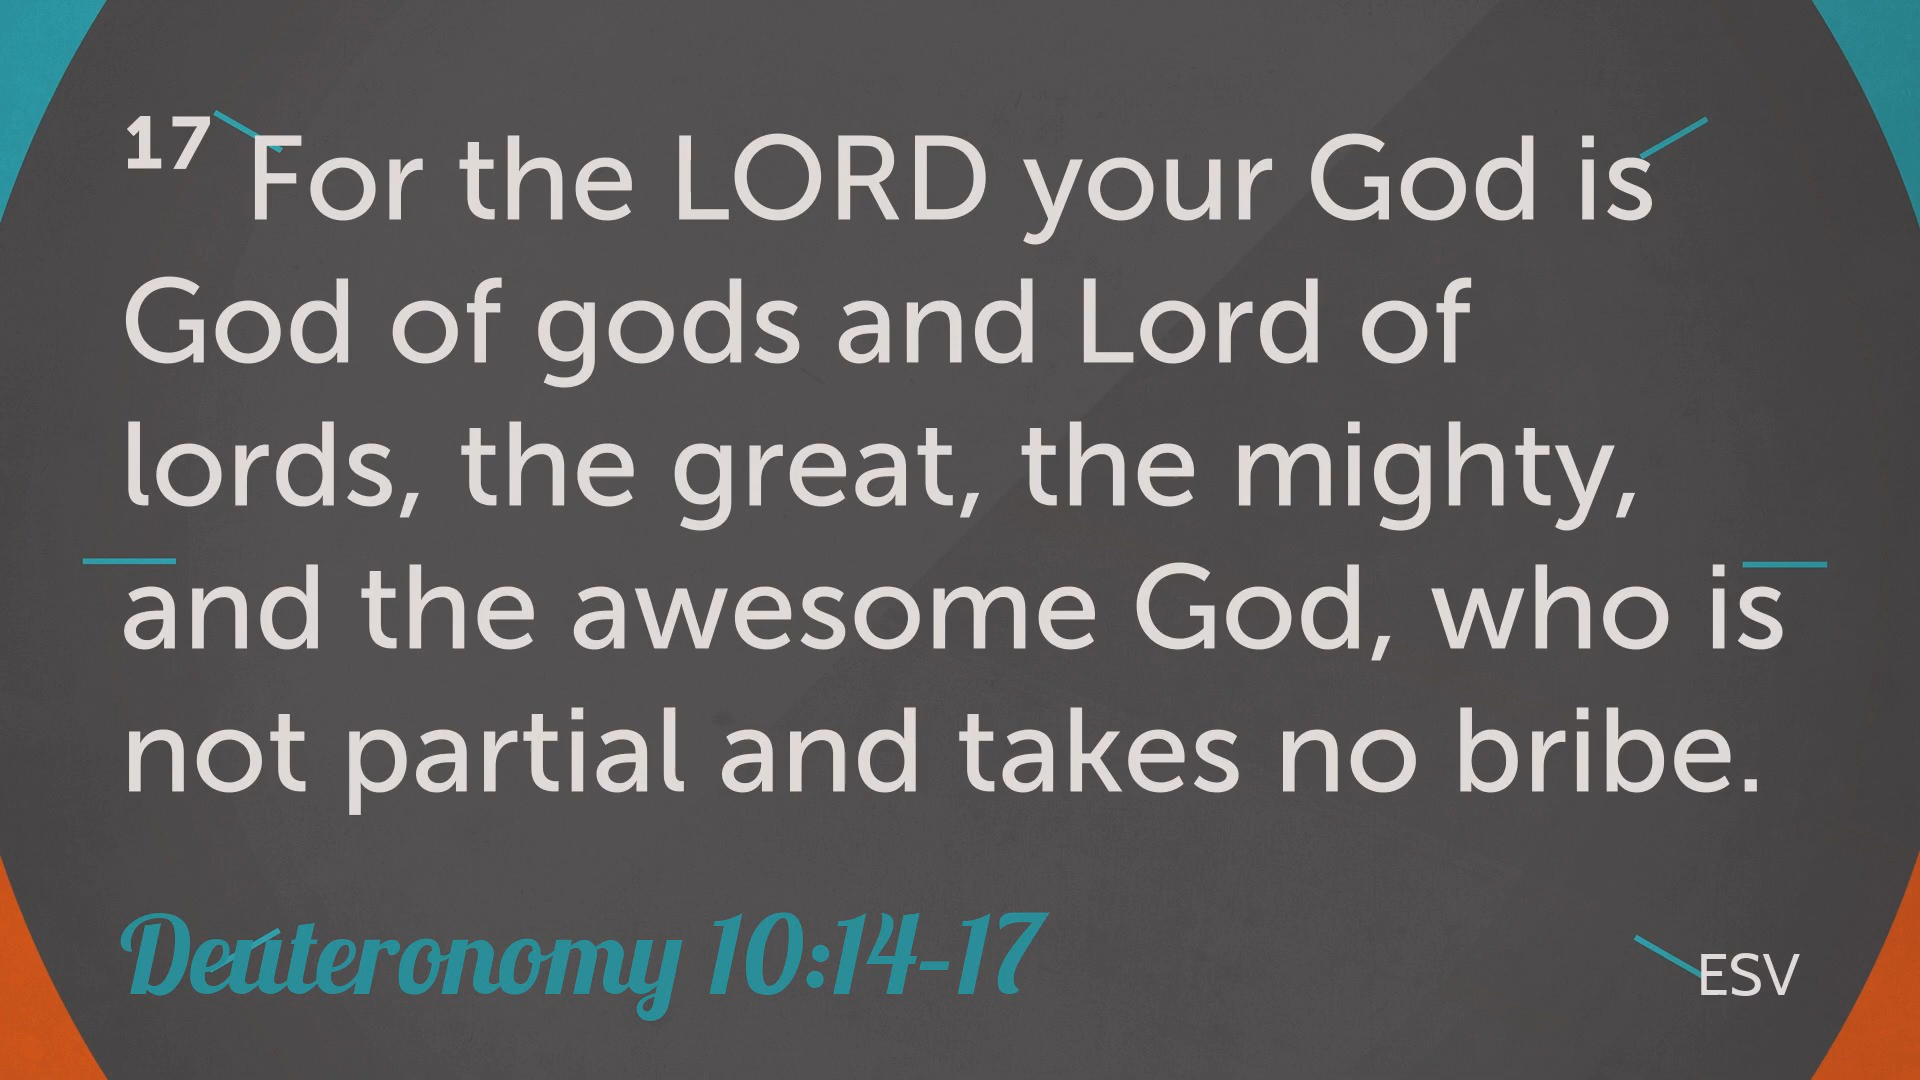 17 For the LORD your God is
God of gods and Lord of
lords, the great, the mighty,
and the awesome God, who is
not partial and takes no bribe.
Deuteronomy 10:14-17
ESV